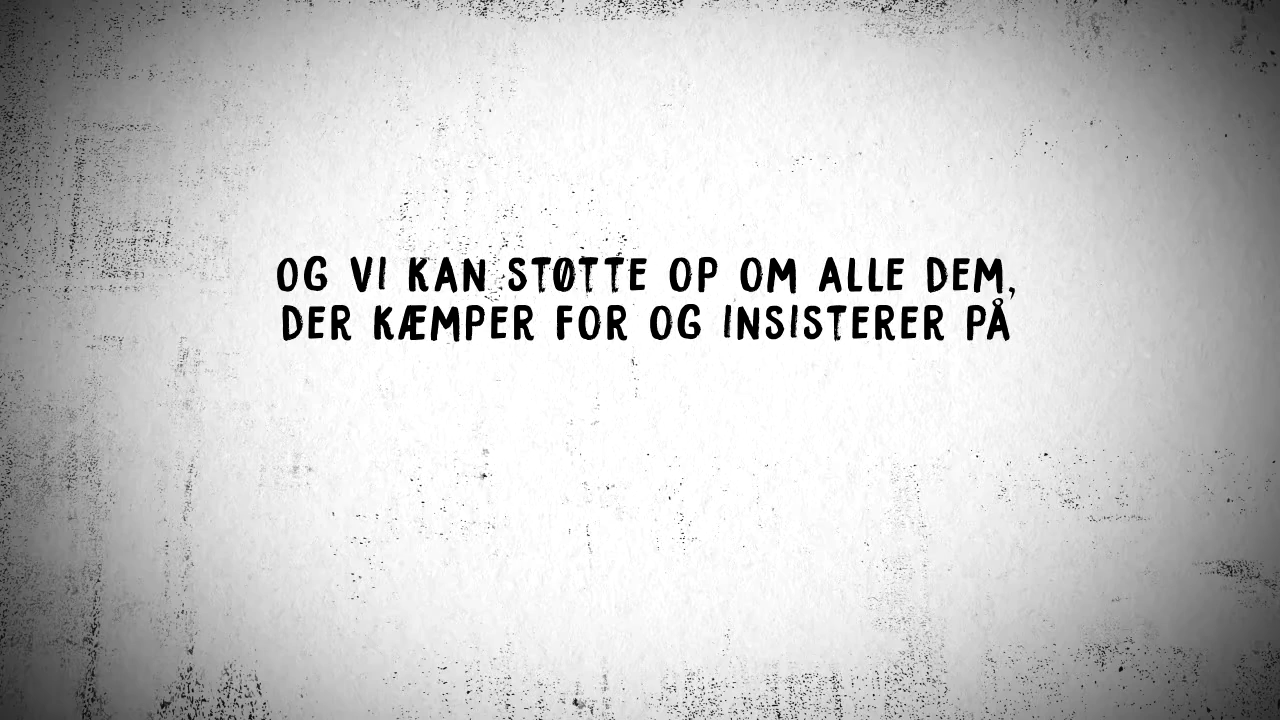 OG VI KAN STØTTE OP OM ALLE DEM,
DER KÆMPER FOR OG INSISTERER PÅ